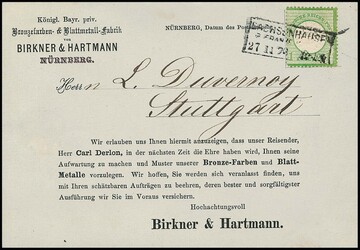 Königl. Bayr. priv.
Bronzefarben- & Blattmetall-Fabrik
von
BIRKNER & HARTMANN
NÜRNBERG.
NÜRNBERG, Datum des Post
SACHSENHAUSEN
27 11
Herrn L. Duvernoy
Stuttgart
Wir erlauben uns Ihnen hiermit anzuzeigen, dass unser Reisender,
Herr Carl Derlon, in der nächsten Zeit die Ehre haben wird, Ihnen seine
Aufwartung zu machen und Muster unserer Bronze-Farben und Blatt-
Metalle vorzulegen. Wir hoffen, Sie werden sich veranlasst finden, uns
mit Ihren schätzbaren Aufträgen zu beehren, deren bester und sorgfältigster
Ausführung wir Sie im Voraus versichern.
Hochachtungsvoll
Birkner & Hartmann.